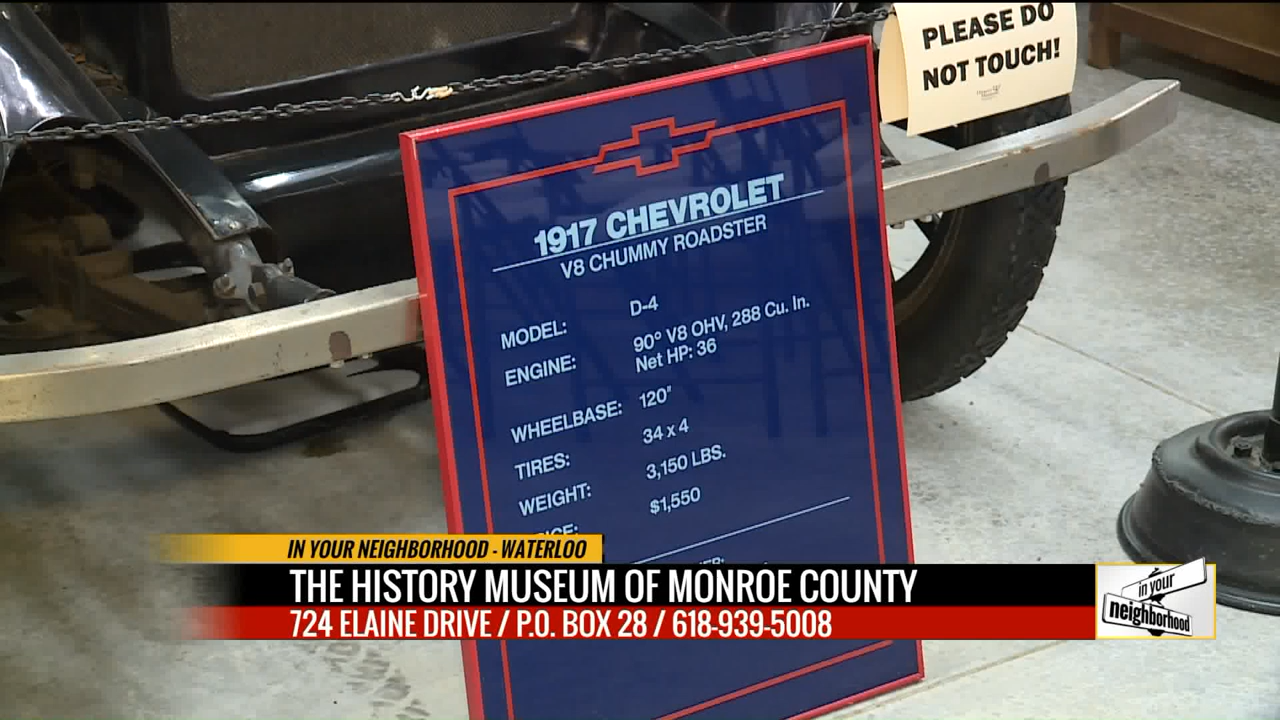 PLEASE DO
NOT TOUCH!
1917 CHEVROLET
V8 CHUMMY ROADSTER
MODEL: D-4
ENGINE: 90° V8 OHV, 288 Cu. In.
Net HP: 36
WHEELBASE: 120"
TIRES: 34 x 4
WEIGHT: 3,150 LBS.
$1,550
IN YOUR NEIGHBORHOOD - WATERLOO
THE HISTORY MUSEUM OF MONROE COUNTY
724 ELAINE DRIVE / P.O. BOX 28 / 618-939-5008
in your
neighborhood